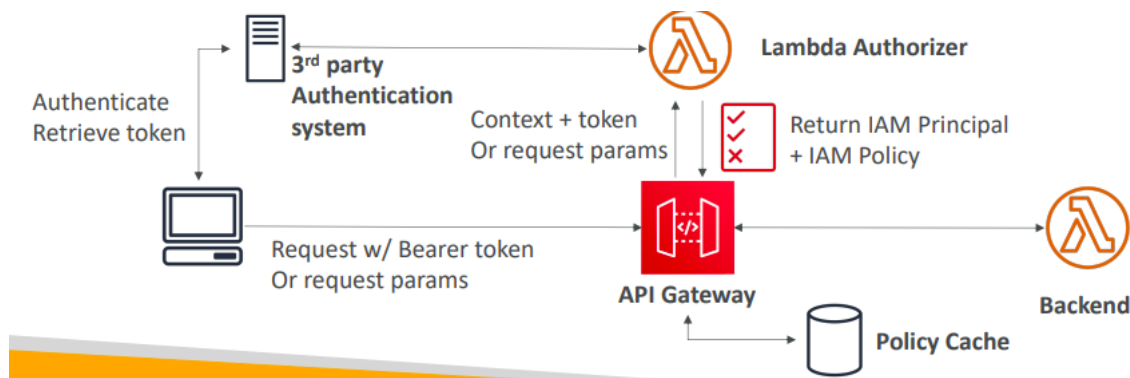 3rd party
Authentication
system
Lambda Authorizer
Authenticate
Retrieve token
Context + token
Or request params
Return IAM Principal
+ IAM Policy
Request w/ Bearer token
Or request params
</>
API Gateway
Backend
Policy Cache